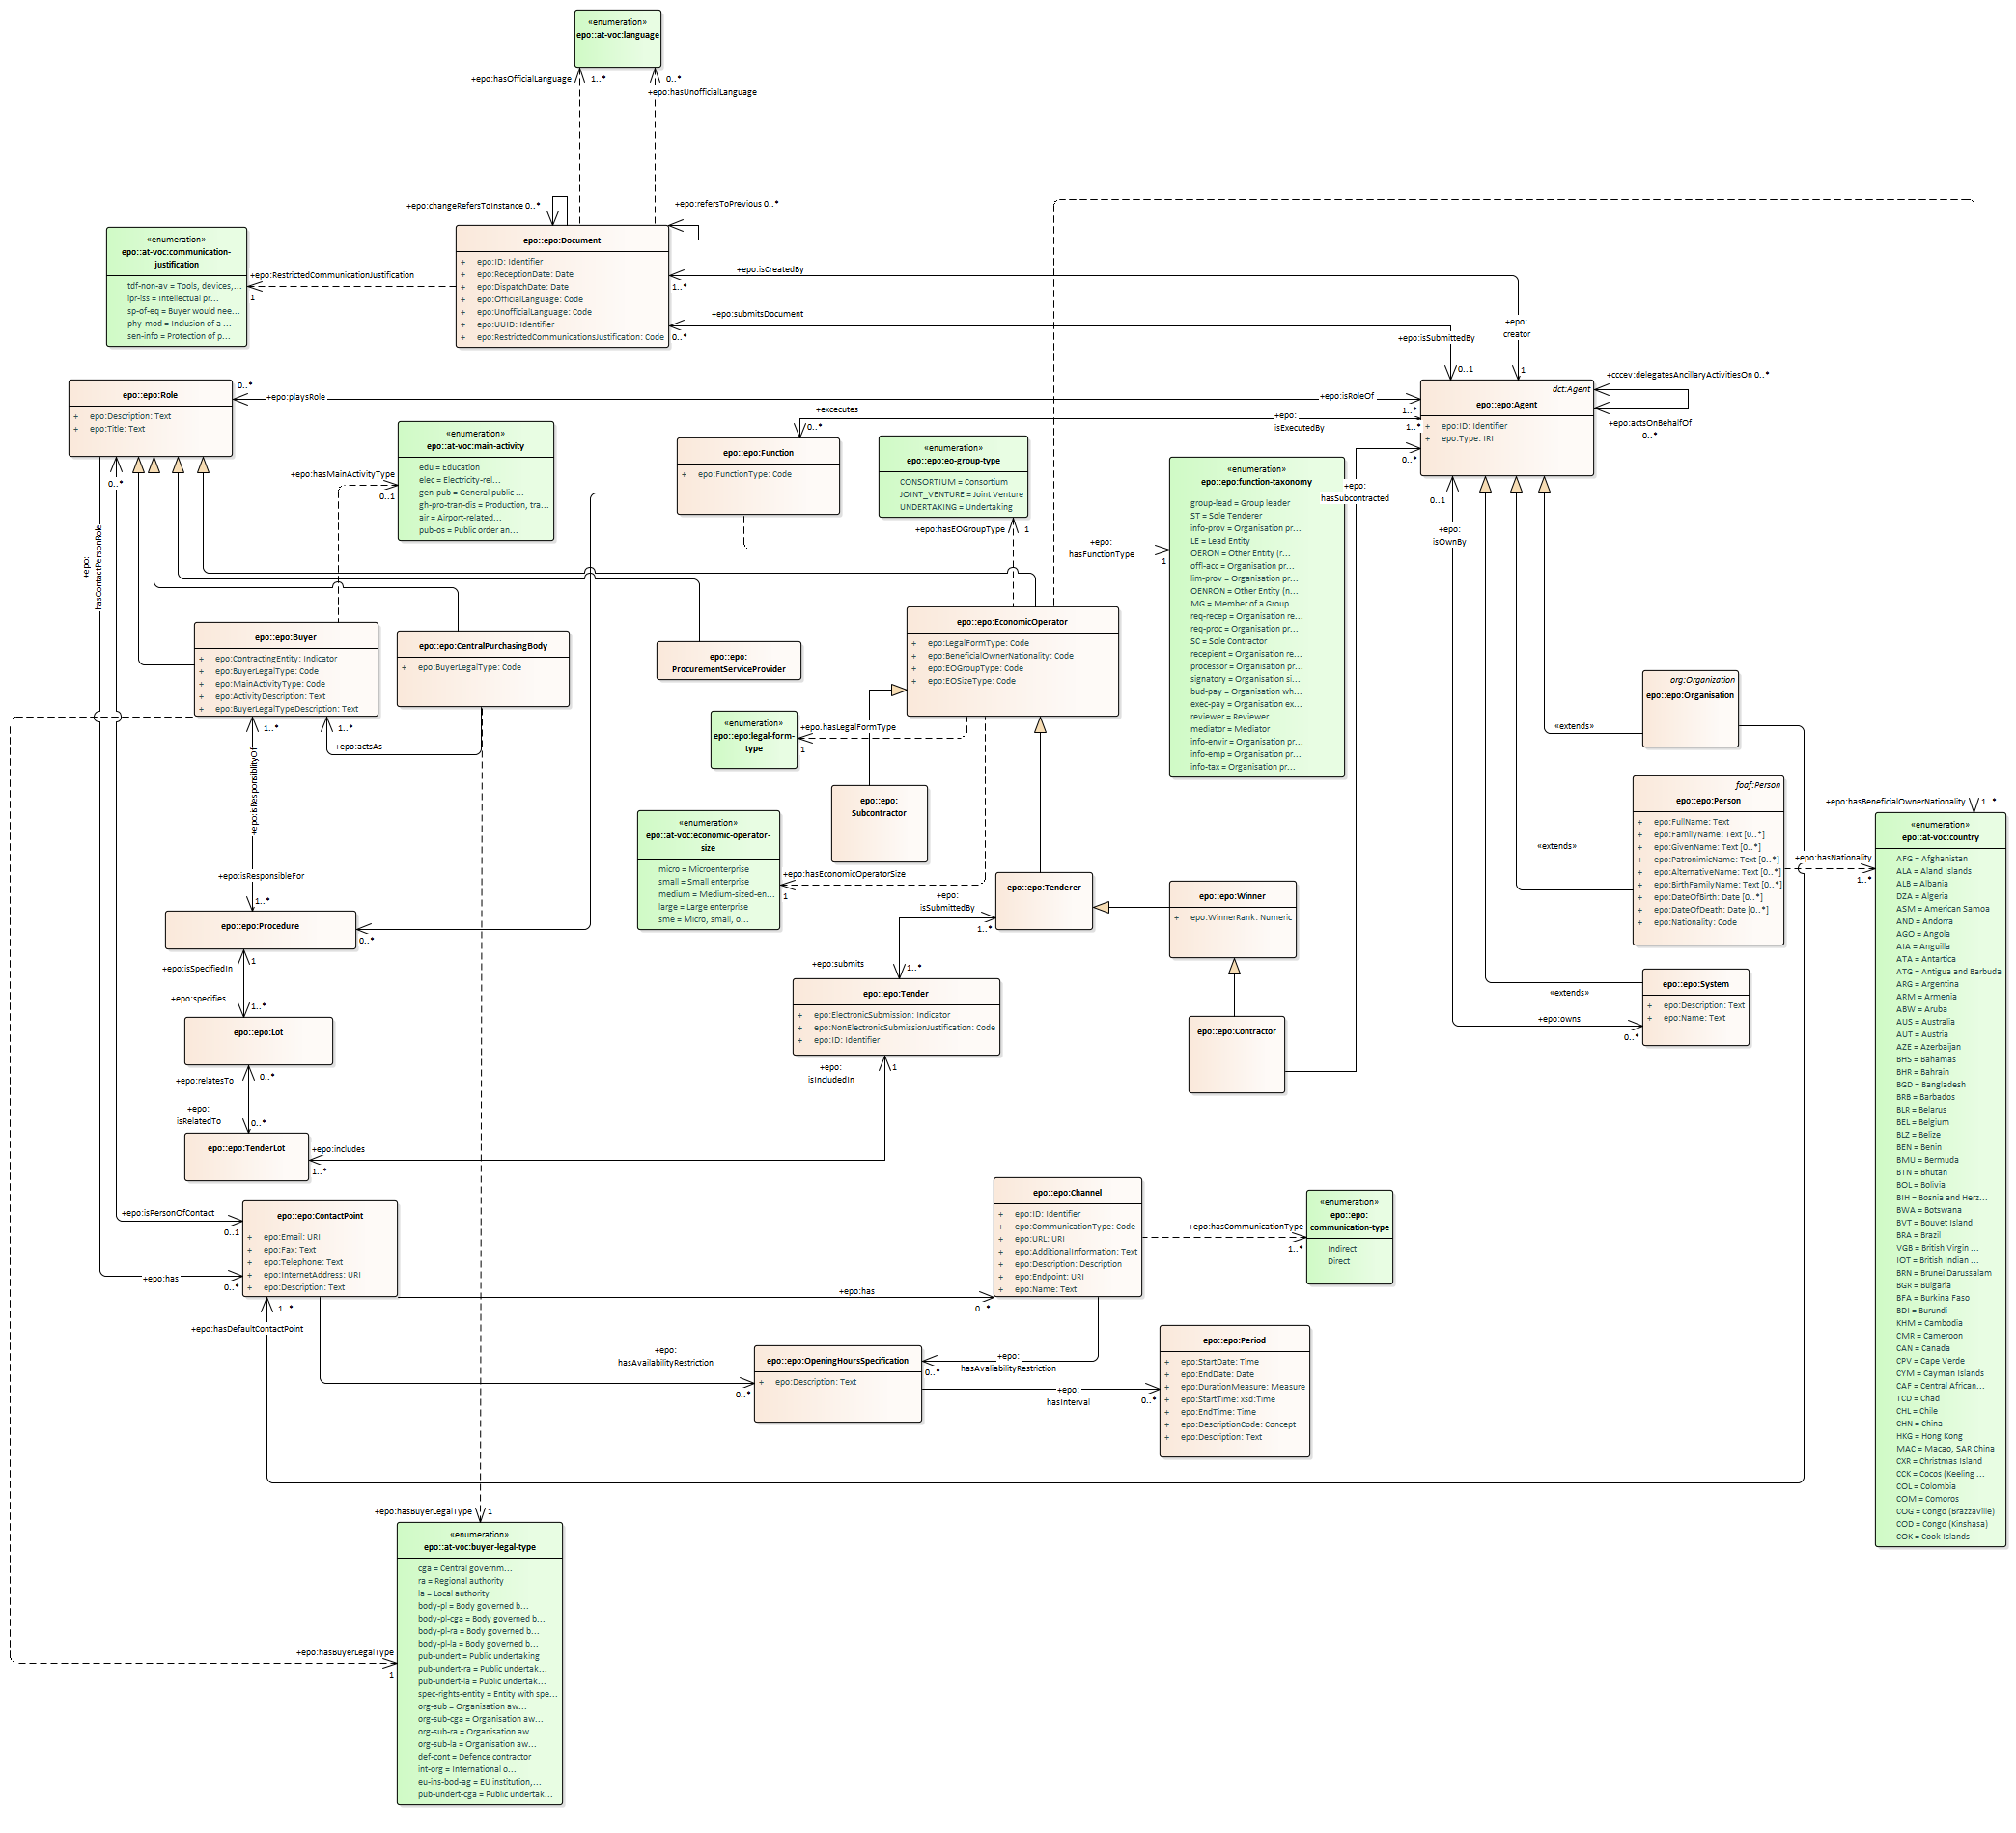 «enumeration»
epo::at-voc:language
+epo:hasOfficialLanguage
1..*
0..*
+epo:hasUnofficialLanguage
+epo:changeRefersToInstance 0..*
+epo:refersToPrevious 0..*
«enumeration»
epo::at-voc:communication-
justification
tdf-non-av = Tools, devices,...
ipr-iss = Intellectual pr...
sp-of-eq = Buyer would nee...
phy-mod = Inclusion of a ...
sen-info = Protection of p...
+epo:RestrictedCommunicationJustification
1
epo::epo:Document
+ epo:ID: Identifier
+ epo:ReceptionDate: Date
+ epo:DispatchDate: Date
+ epo:OfficialLanguage: Code
+ epo:UnofficialLanguage: Code
+ epo:UUID: Identifier
+ epo:RestrictedCommunicationsJustification: Code
+epo:isCreatedBy
1..*
+epo:submitsDocument
0..*
+epo:
creator
1
+epo:isSubmittedBy
0..1
epo::epo:Role
+ epo:Description: Text
+ epo:Title: Text
0..*
+epo:playsRole
+epo:isRoleOf
1..*
dct:Agent
epo::epo:Agent
+ epo:ID: Identifier
+ epo:Type: IRI
+cccev:delegatesAncillaryActivitiesOn 0..*
+epo:actsOnBehalfOf
0..*
+excecutes
0..*
+epo:
isExecutedBy
1..*
0..*
+epo:
hasSubcontracted
«enumeration»
epo::at-voc:main-activity
edu = Education
elec = Electricity-rel...
gen-pub = General public ...
gh-pro-tran-dis = Production, tra...
air = Airport-related...
pub-os = Public order an...
+epo:hasMainActivityType
0..1
epo::epo:Function
+ epo:FunctionType: Code
«enumeration»
epo::epo:eo-group-type
CONSORTIUM = Consortium
JOINT_VENTURE = Joint Venture
UNDERTAKING = Undertaking
+epo:hasEOGroupType
1
+epo:
hasFunctionType
1
«enumeration»
epo::epo:function-taxonomy
group-lead = Group leader
ST = Sole Tenderer
info-prov = Organisation pr...
LE = Lead Entity
OERON = Other Entity (r...
offi-acc = Organisation pr...
lim-prov = Organisation pr...
OENRON = Other Entity (n...
MG = Member of a Group
req-recep = Organisation re...
req-proc = Organisation pr...
SC = Sole Contractor
recepient = Organisation re...
processor = Organisation pr...
signatory = Organisation si...
bud-pay = Organisation wh...
exec-pay = Organisation ex...
reviewer = Reviewer
mediator = Mediator
info-envir = Organisation pr...
info-emp = Organisation pr...
info-tax = Organisation pr...
0..1
+epo:
isOwnBy
0..*
+epo:
hasContactPersonRole
epo::epo:Buyer
+ epo:ContractingEntity: Indicator
+ epo:BuyerLegalType: Code
+ epo:MainActivityType: Code
+ epo:ActivityDescription: Text
+ epo:BuyerLegalTypeDescription: Text
epo::epo:CentralPurchasingBody
+ epo:BuyerLegalType: Code
epo::epo:
ProcurementServiceProvider
epo::epo:EconomicOperator
+ epo:LegalFormType: Code
+ epo:BeneficialOwnerNationality: Code
+ epo:EOGroupType: Code
+ epo:EOSizeType: Code
1..*
1..*
+epo:actsAs
«enumeration»
epo::epo:legal-form-
type
+epo.hasLegalFormType
1
org:Organization
epo::epo:Organisation
«extends»
epo::epo:
Subcontractor
foaf:Person
epo::epo:Person
+ epo:FullName: Text
+ epo:FamilyName: Text [0..*]
+ epo:GivenName: Text [0..*]
+ epo:PatronimicName: Text [0..*]
+ epo:AlternativeName: Text [0..*]
+ epo:BirthFamilyName: Text [0..*]
+ epo:DateOfBirth: Date [0..*]
+ epo:DateOfDeath: Date [0..*]
+ epo:Nationality: Code
«extends»
+epo:hasBeneficialOwnerNationality
1..*
+epo:hasNationality
1..*
«enumeration»
epo::at-voc:country
AFG = Afghanistan
ALA = Aland Islands
ALB = Albania
DZA = Algeria
ASM = American Samoa
AND = Andorra
AGO = Angola
AIA = Anguilla
ATA = Antartica
ATG = Antigua and Barbuda
ARG = Argentina
ARM = Armenia
ABW = Aruba
AUS = Australia
AUT = Austria
AZE = Azerbaijan
BHS = Bahamas
BHR = Bahrain
BGD = Bangladesh
BRB = Barbados
BLR = Belarus
BEL = Belgium
BLZ = Belize
BEN = Benin
BMU = Bermuda
BTN = Bhutan
BOL = Bolivia
BIH = Bosnia and Herz...
BWA = Botswana
BVT = Bouvet Island
BRA = Brazil
VGB = British Virgin ...
IOT = British Indian ...
BRN = Brunei Darussalam
BGR = Bulgaria
BFA = Burkina Faso
BDI = Burundi
KHM = Cambodia
CMR = Cameroon
CAN = Canada
CPV = Cape Verde
CYM = Cayman Islands
CAF = Central African...
TCD = Chad
CHL = Chile
CHN = China
HKG = Hong Kong
MAC = Macao, SAR China
CXR = Christmas Island
CCK = Cocos (Keeling ...
COL = Colombia
COM = Comoros
COG = Congo (Brazzaville)
COD = Congo (Kinshasa)
COK = Cook Islands
«enumeration»
epo::at-voc:economic-operator-
size
micro = Microenterprise
small = Small enterprise
medium = Medium-sized-en...
large = Large enterprise
sme = Micro, small, o...
+epo:hasEconomicOperatorSize
1
+epo:isResponsiblityOf
+epo:isResponsibleFor
1..*
epo::epo:Procedure
0..*
epo::epo:Tenderer
+epo:
isSubmittedBy
1..*
epo::epo:Winner
+ epo:WinnerRank: Numeric
+epo:isSpecifiedIn
1
+epo:specifies
1..*
+epo:submits
1..*
epo::epo:Tender
+ epo:ElectronicSubmission: Indicator
+ epo:NonElectronicSubmissionJustification: Code
+ epo:ID: Identifier
epo::epo:System
+ epo:Description: Text
+ epo:Name: Text
«extends»
+epo:owns
0..*
epo::epo:Lot
epo::epo:Contractor
+epo:relatesTo
0..*
+epo:
isRelatedTo
0..*
+epo:
isIncludedIn
1
epo::epo:TenderLot
+epo:includes
1..*
+epo:isPersonOfContact
0..1
+epo:has
0..*
epo::epo:ContactPoint
+ epo:Email: URI
+ epo:Fax: Text
+ epo:Telephone: Text
+ epo:InternetAddress: URI
+ epo:Description: Text
epo::epo:Channel
+ epo:ID: Identifier
+ epo:CommunicationType: Code
+ epo:URL: URI
+ epo:AdditionalInformation: Text
+ epo:Description: Description
+ epo:Endpoint: URI
+ epo:Name: Text
+epo:hasCommunicationType
1..*
«enumeration»
epo::epo:
communication-type
Indirect
Direct
+epo:has
0..*
1..*
+epo:hasDefaultContactPoint
+epo:
hasAvailabilityRestriction
0..*
epo::epo:OpeningHoursSpecification
+ epo:Description: Text
+epo:
hasAvaliabilityRestriction
0..*
+epo:
hasInterval
0..*
epo::epo:Period
+ epo:StartDate: Time
+ epo:EndDate: Date
+ epo:DurationMeasure: Measure
+ epo:StartTime: xsd:Time
+ epo:EndTime: Time
+ epo:DescriptionCode: Concept
+ epo:Description: Text
+epo:hasBuyerLegalType
1
«enumeration»
epo::at-voc:buyer-legal-type
cga = Central governm...
ra = Regional authority
la = Local authority
body-pl = Body governed b...
body-pl-cga = Body governed b...
body-pl-ra = Body governed b...
body-pl-la = Body governed b...
pub-undert = Public undertaking
pub-undert-ra = Public undertak...
pub-undert-la = Public undertak...
spec-rights-entity = Entity with spe...
org-sub = Organisation aw...
org-sub-cga = Organisation aw...
org-sub-ra = Organisation aw...
org-sub-la = Organisation aw...
def-cont = Defence contractor
int-org = International o...
eu-ins-bod-ag = EU institution,...
pub-undert-cga = Public undertak...
+epo:hasBuyerLegalType
1